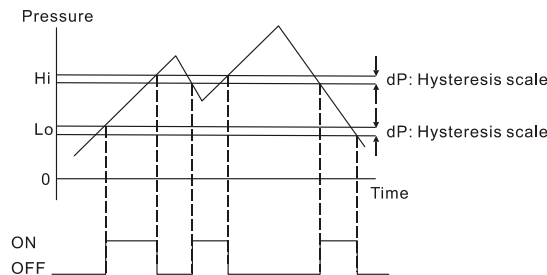 Pressure
Hi
dP: Hysteresis scale
Lo
dP: Hysteresis scale
0
Time
ON
OFF